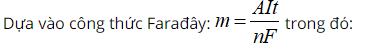 Dựa vào công thức Farađây: m = AIt/nF trong đó: